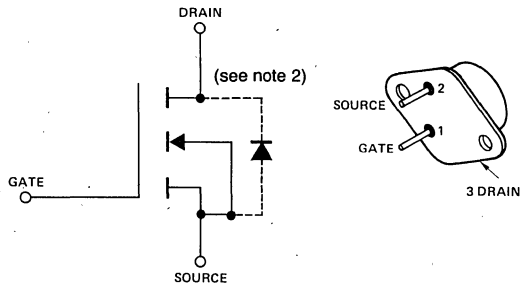 DRAIN
(see note 2)
GATE
SOURCE
SOURCE
2
GATE
1
3 DRAIN